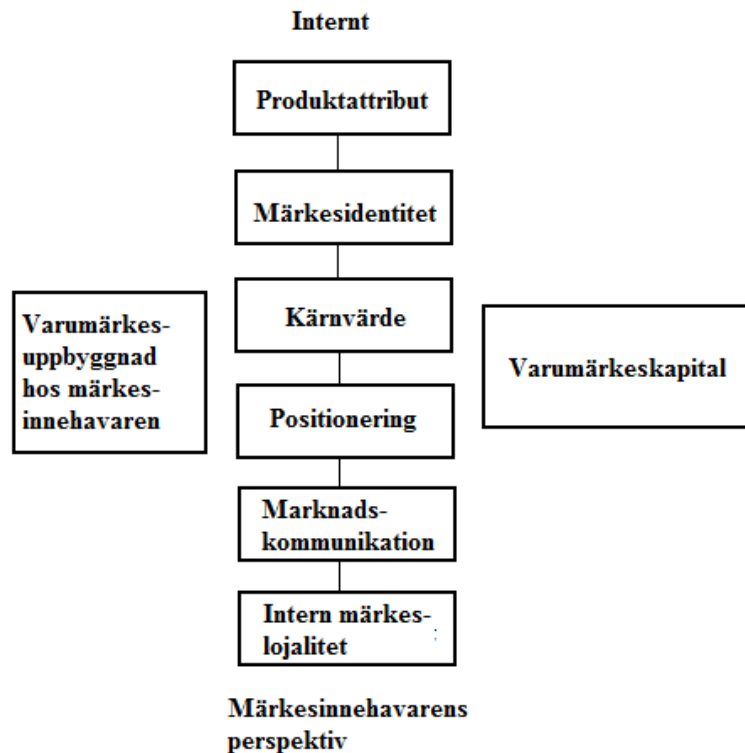 Internt
Produktattribut
Märkesidentitet
Kärnvärde
Varumärkes-
uppbyggnad
hos märkes-
innehavaren
Varumärkeskapital
Positionering
Marknads-
kommunikation
Intern märkes-
lojalitet ;
Märkesinnehavarens
perspektiv